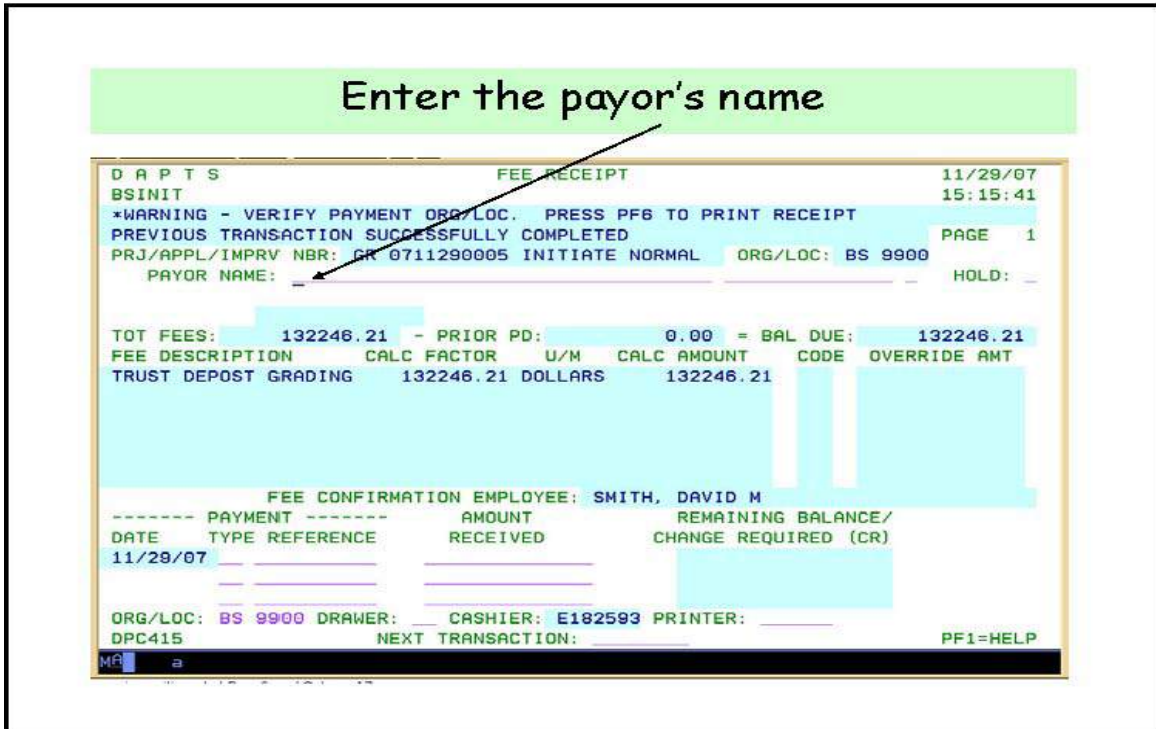 Enter the payor's name
D A P T S FEE RECEIPT 11/29/07
BSINIT 15:15:41
*WARNING - VERIFY PAYMENT ORG/LOC. PRESS PF6 TO PRINT RECEIPT
PREVIOUS TRANSACTION SUCCESSFULLY COMPLETED PAGE 1
PRJ/APPL/IMPRV NBR: GR 0711290005 INITIATE NORMAL ORG/LOC: BS 9900
PAYOR NAME: HOLD:
TOT FEES: 132246.21 - PRIOR PD: 0.00 = BAL DUE: 132246.21
FEE DESCRIPTION CALC FACTOR U/M CALC AMOUNT CODE OVERRIDE AMT
TRUST DEPOST GRADING 132246.21 DOLLARS 132246.21
FEE CONFIRMATION EMPLOYEE: SMITH, DAVID M
------- PAYMENT ------- AMOUNT REMAINING BALANCE/
DATE TYPE REFERENCE RECEIVED CHANGE REQUIRED (CR)
11/29/07
ORG/LOC: BS 9900 DRAWER: __ CASHIER: E182593 PRINTER:
DPC415 NEXT TRANSACTION: PF1=HELP
MA a